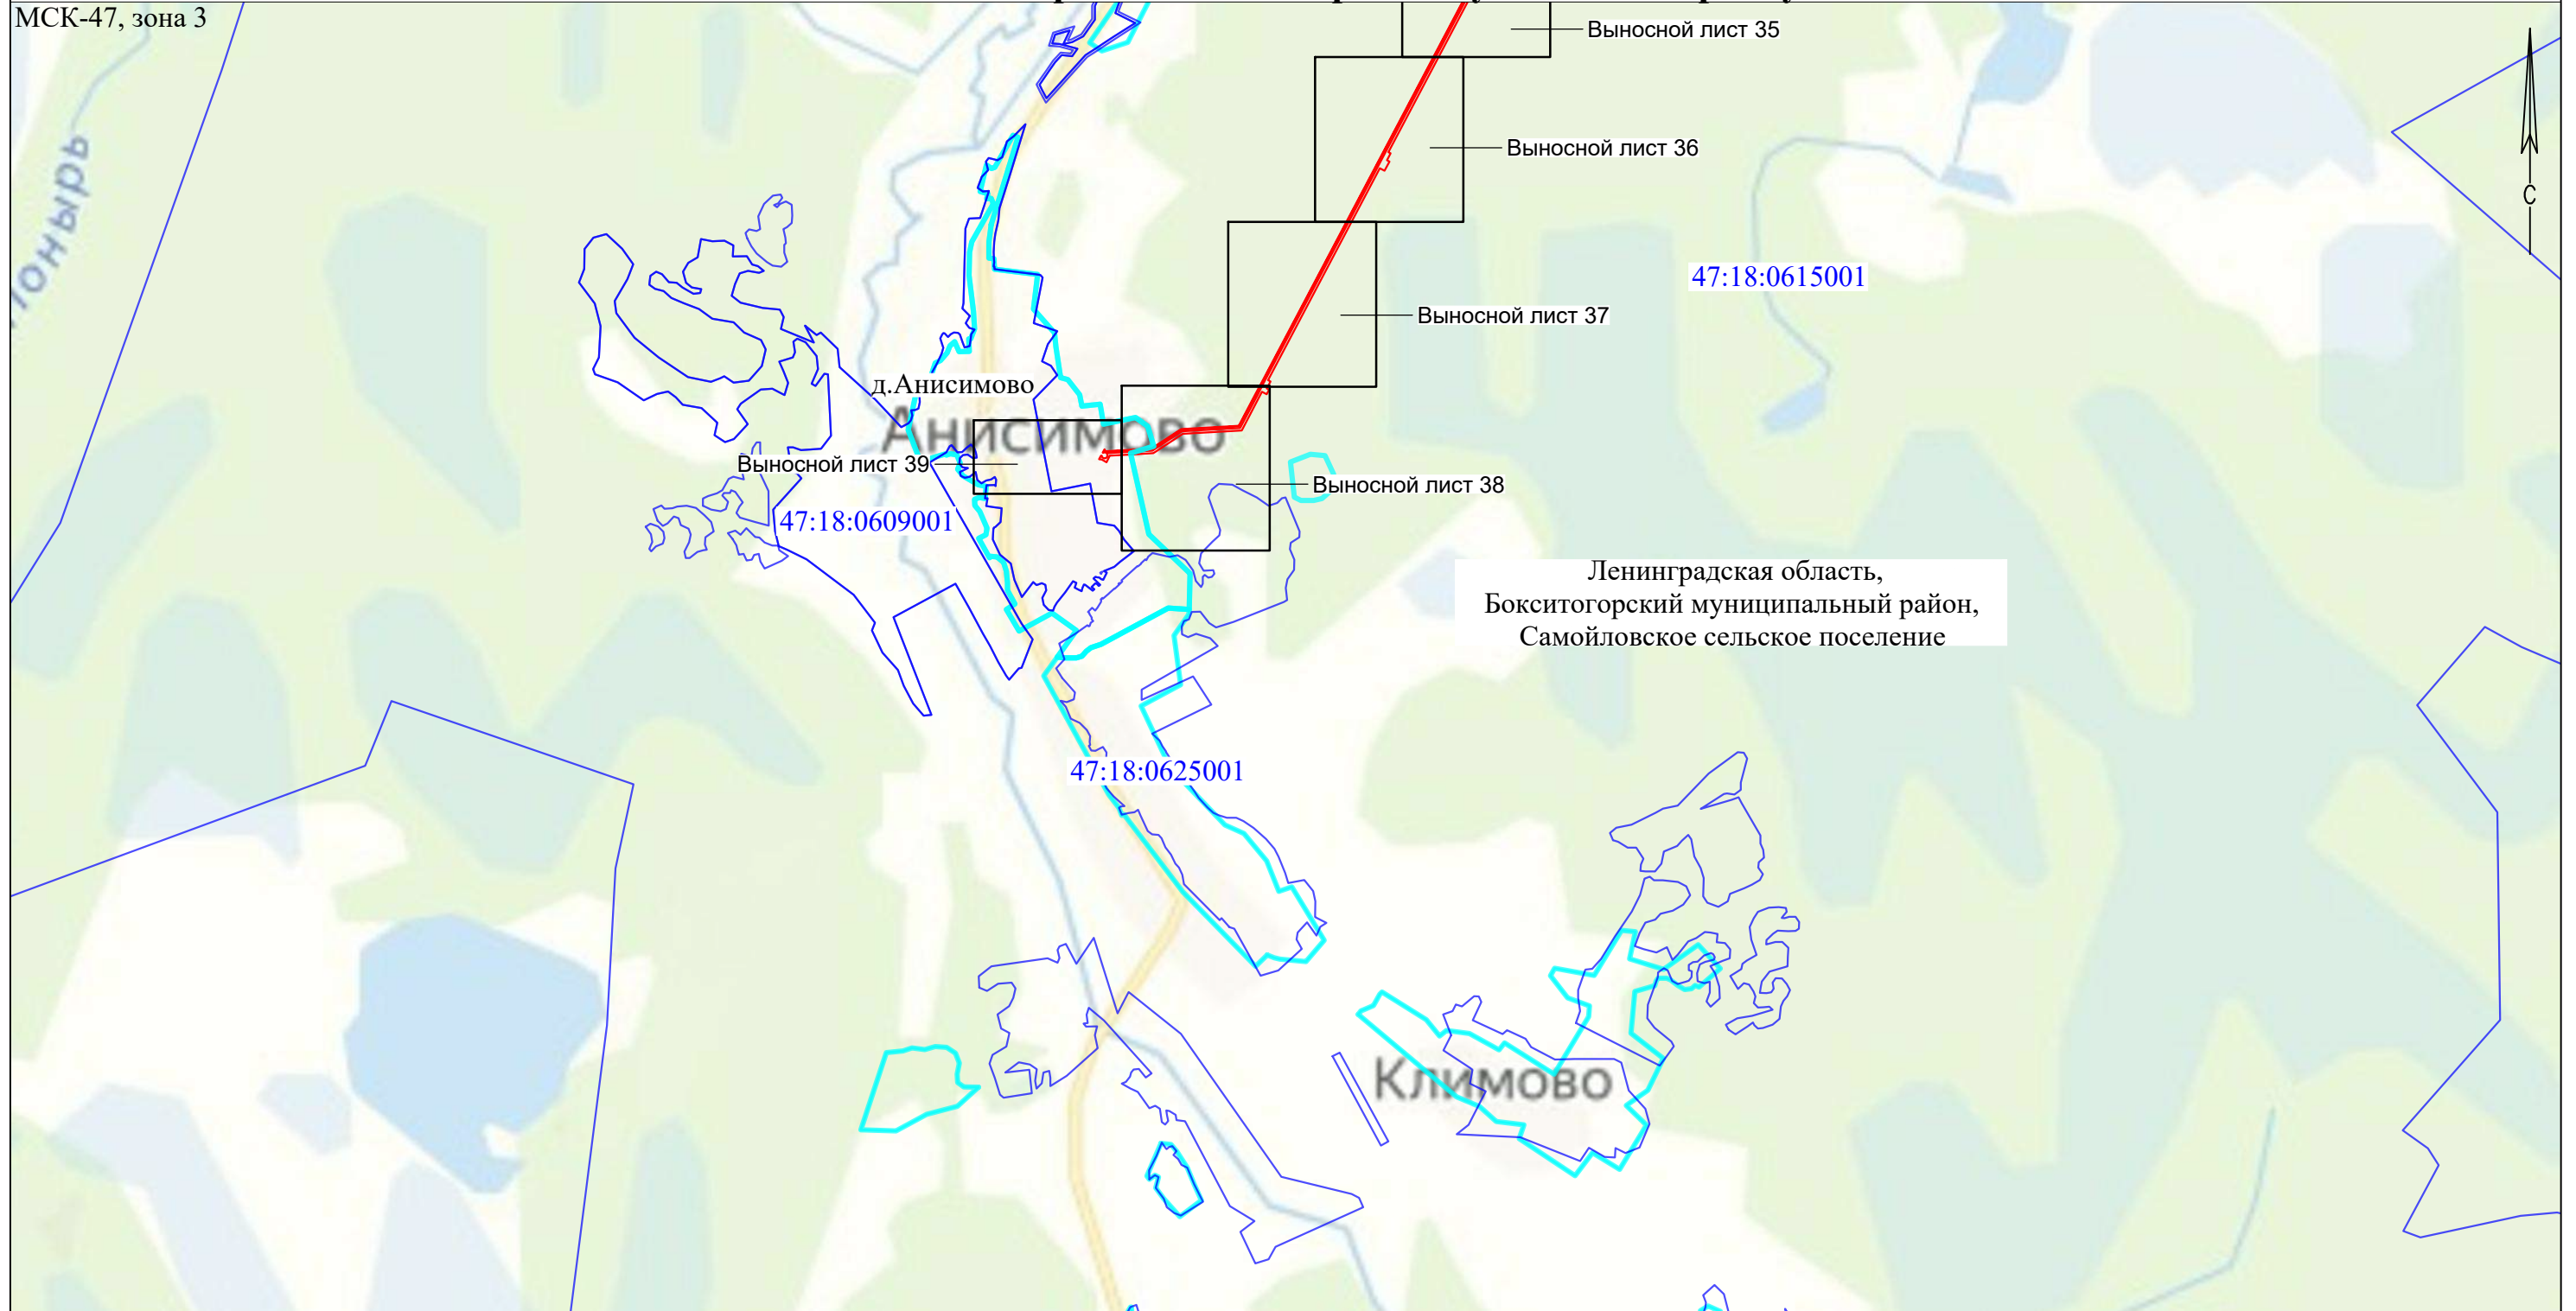 МСК-47, зона 3
Выносной лист 35
Выносной лист 36
С
47:18:0615001
Выносной лист 37
д.Анисимово
Анисимово
Выносной лист 39
Выносной лист 38
47:18:0609001
Ленинградская область,
Бокситогорский муниципальный район,
Самойловское сельское поселение
47:18:0625001
Климово